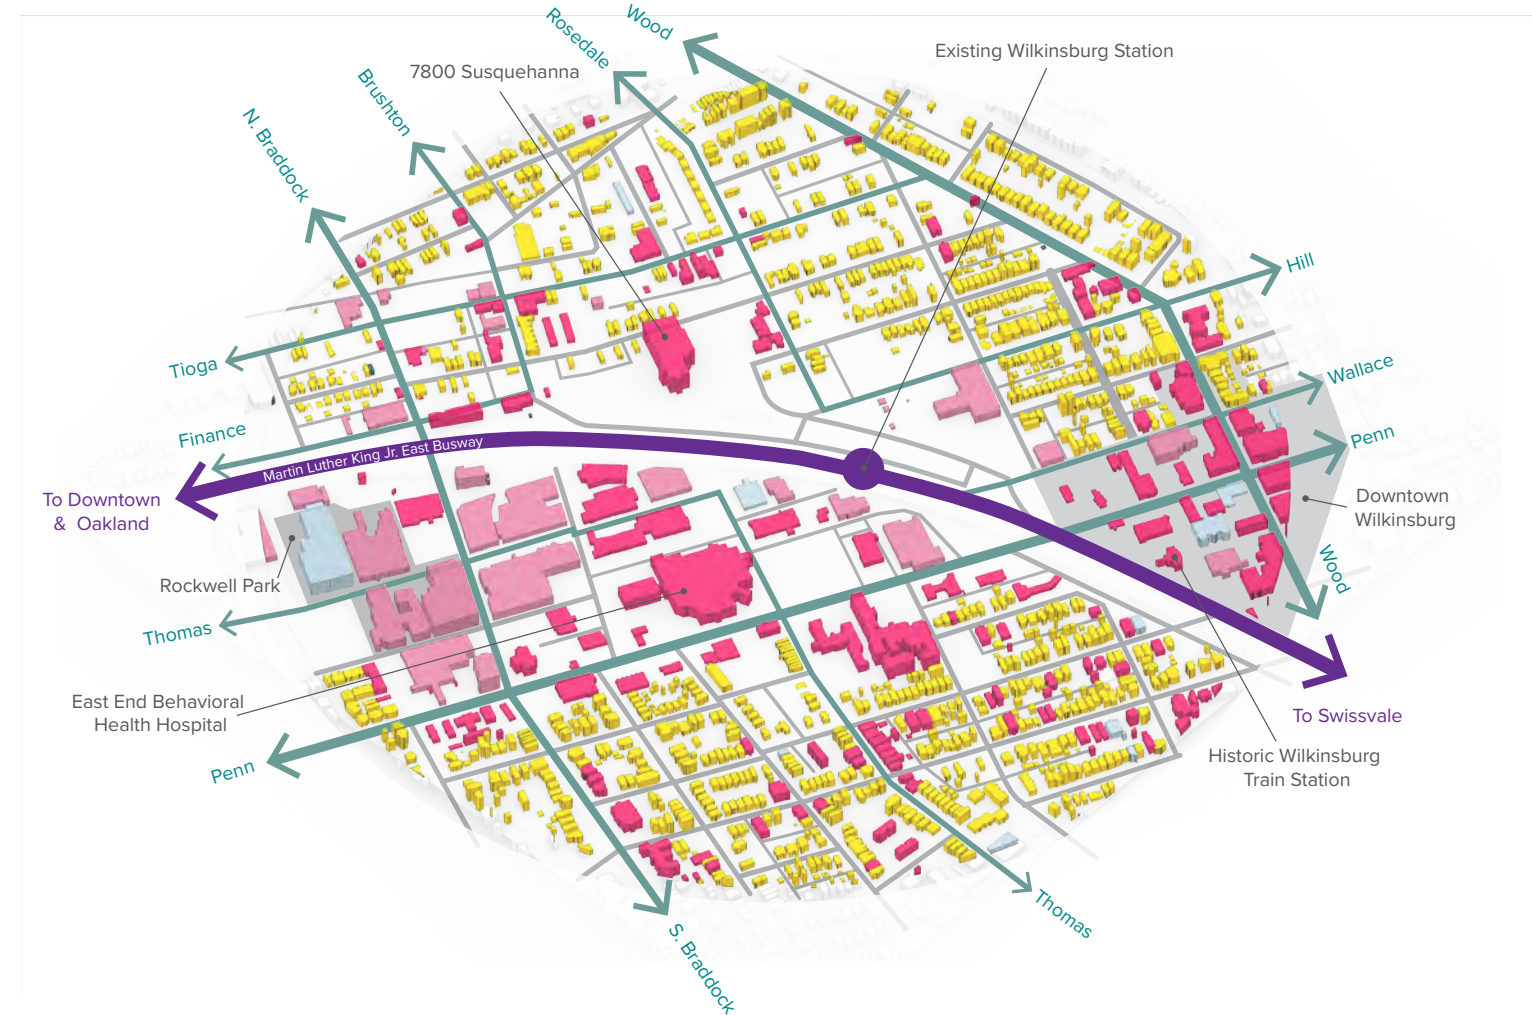 Wood
Rosedale
Existing Wilkinsburg Station
7800 Susquehanna
Brushton
N. Braddock
Hill
Tioga
Wallace
Finance
Penn
Martin Luther King Jr. East Busway
To Downtown
& Oakland
Downtown
Wilkinsburg
Rockwell Park
Wood
Thomas
East End Behavioral
Health Hospital
To Swissvale
Historic Wilkinsburg
Train Station
Penn
Thomas
S. Braddock